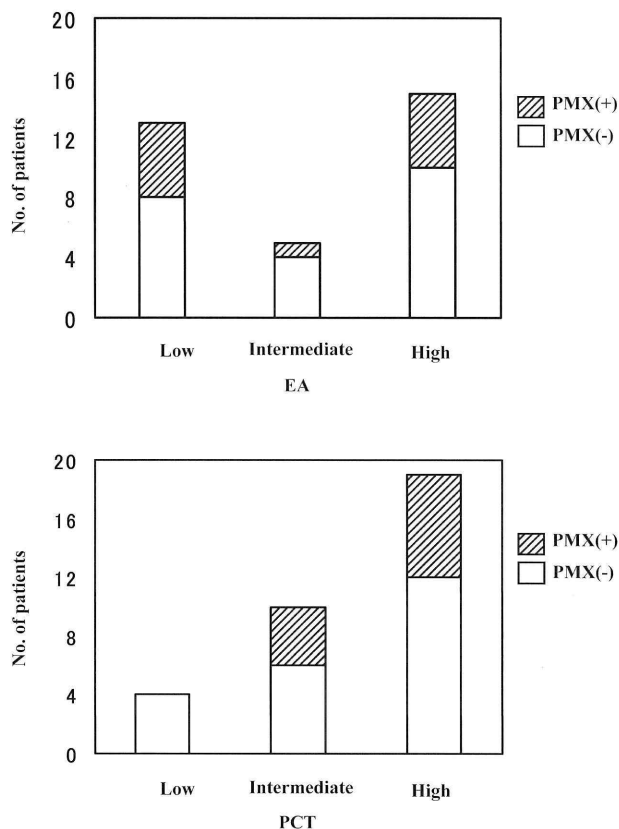 20
16
12
8
4
0
No. of patients
PMX(+)
PMX(-)
Low Intermediate High
EA
20
16
12
8
4
0
No. of patients
PMX(+)
PMX(-)
Low Intermediate High
PCT